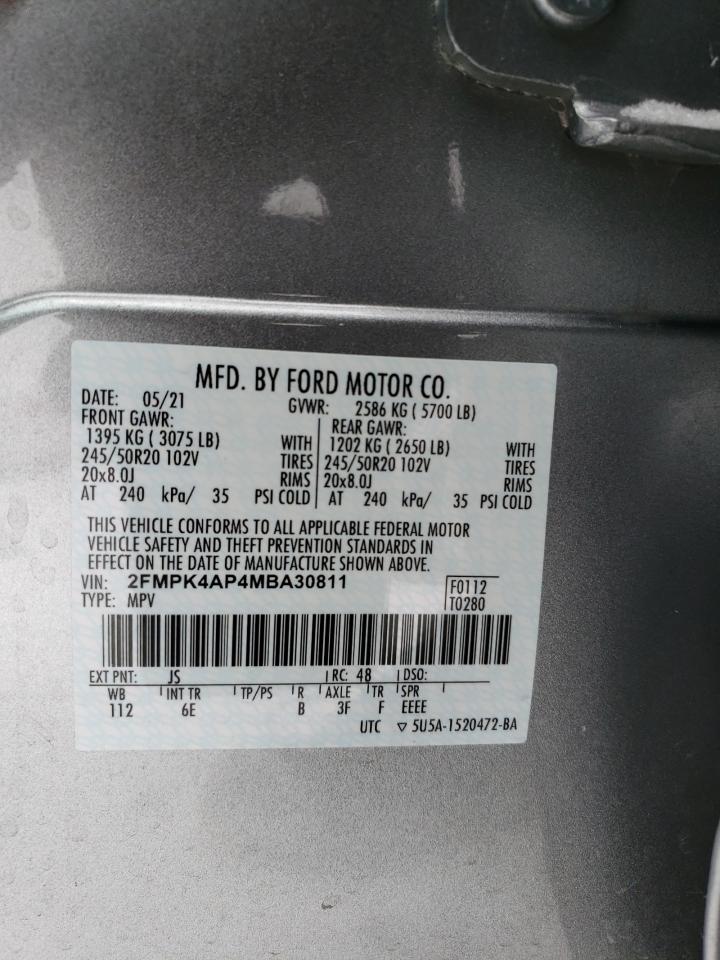 MFD. BY FORD MOTOR CO.
DATE: 05/21 GVWR: 2586 KG ( 5700 LB)
FRONT GAWR: REAR GAWR:
1395 KG ( 3075 LB) WITH 1202 KG ( 2650 LB) WITH
245/50R20 102V TIRES 245/50R20 102V TIRES
20x8.0J RIMS 20x8.0J RIMS
AT 240 kPa/ 35 PSI COLD AT 240 kPa/ 35 PSI COLD
THIS VEHICLE CONFORMS TO ALL APPLICABLE FEDERAL MOTOR
VEHICLE SAFETY AND THEFT PREVENTION STANDARDS IN
EFFECT ON THE DATE OF MANUFACTURE SHOWN ABOVE.
VIN: 2FMPK4AP4MBA30811 F0112
TYPE: MPV T0280
EXT PNT: JS RC: 48 DSO:
WB INT TR TP/PS R AXLE TR SPR
112 6E B 3F F EEEE
UTC ▽ 5U5A-1520472-BA